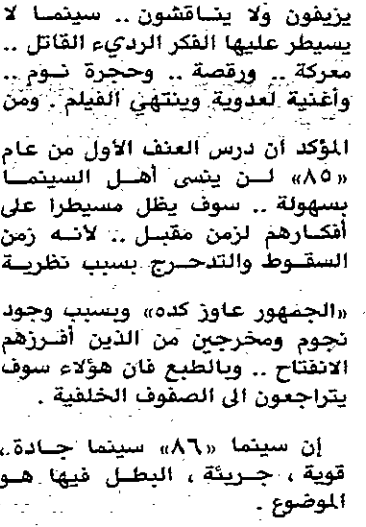 يزيفون ولا يناقشون .. سينما لا
يسيطر عليها الفكر الرديء القاتل ..
معركة .. ورقصة .. وحجرة نوم ..
وأغنية لعدوية وينتهي الفيلم . ومن
المؤكد أن درس العنف الأول من عام
«٨٥» لن ينسى أهل السينما
بسهولة .. سوف يظل مسيطرا على
أفكارهم لزمن مقبل .. لأنه زمن
السقوط والتدحرج بسبب نظرية
«الجمهور عاوز كده» وبسبب وجود
نجوم ومخرجين من الذين أفرزهم
الانفتاح .. وبالطبع فان هؤلاء سوف
يتراجعون الى الصفوف الخلفية .
إن سينما «٨٦» سينما جادة ،
قوية ، جريئة ، البطل فيها هو
الموضوع .